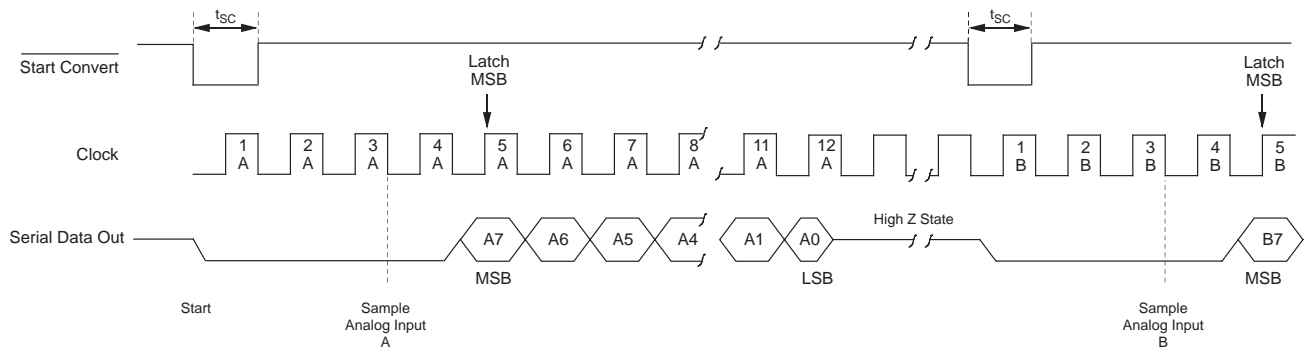 tSC
tSC
Start Convert
Latch
MSB
Latch
MSB
Clock
1
A
2
A
3
A
4
A
5
A
6
A
7
A
8
A
11
A
12
A
1
B
2
B
3
B
4
B
5
B
Serial Data Out
A7
A6
A5
A4
A1
A0
High Z State
B7
MSB
LSB
MSB
Start
Sample
Analog Input
A
Sample
Analog Input
B